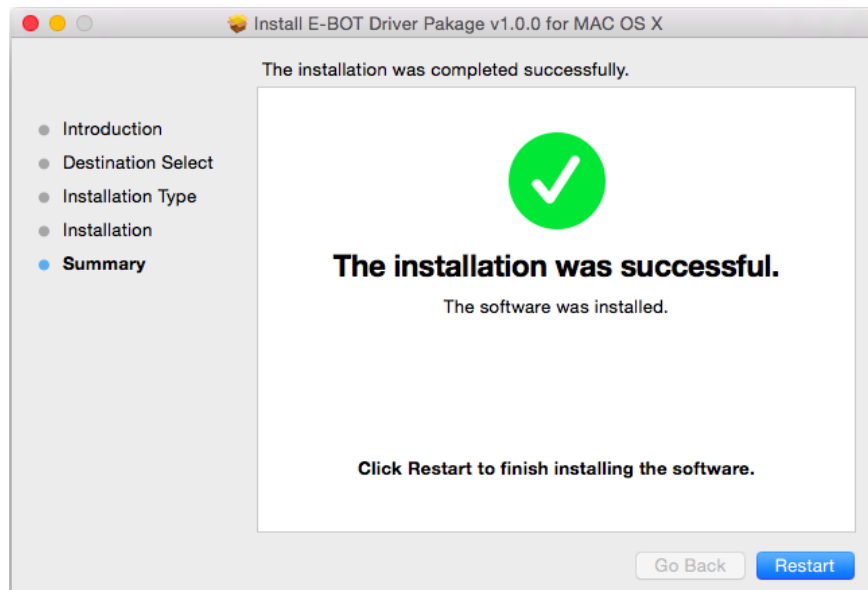 Install E-BOT Driver Pakage v1.0.0 for MAC OS X
The installation was completed successfully.
Introduction
Destination Select
Installation Type
Installation
Summary
The installation was successful.
The software was installed.
Click Restart to finish installing the software.
Go Back
Restart